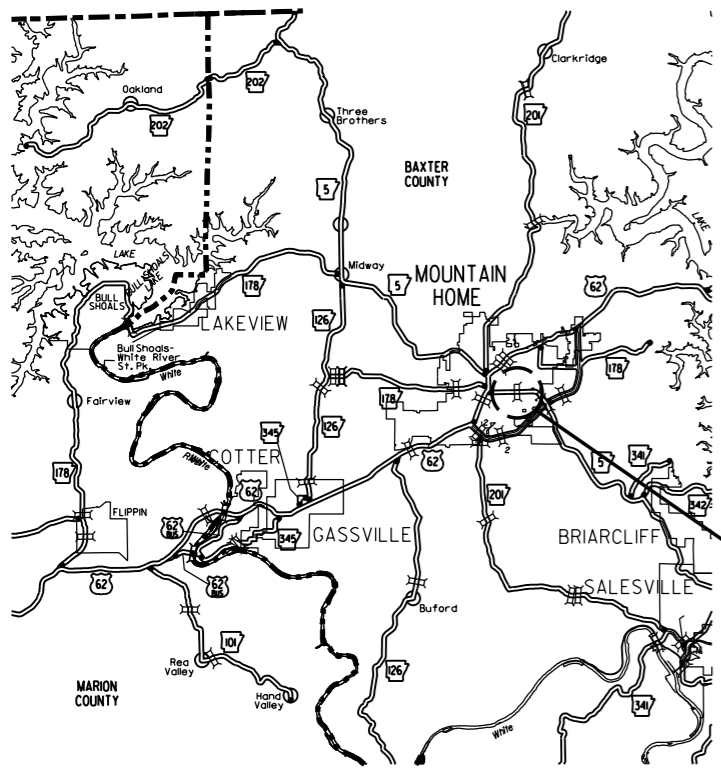 Clarkridge
202
Oakland
202
201
Three
Brothers
BAXTER
COUNTY
5
LAKE
LAKE
BULL SHOALS
LAKE
Midway
MOUNTAIN
HOME
62
BULL
SHOALS
178
5
LAKEVIEW
126
Bull Shoals-
White River
St. Pk.
White
178
Fairview
178
345
126
2
341
COTTER
White
62
5
178
62
201
342
FLIPPIN
62
BUS.
GASSVILLE
345
BRIARCLIFF
62
62
BUS.
SALESVILLE
Buford
101
Rea
Valley
126
MARION
COUNTY
Hand
Valley
341
White